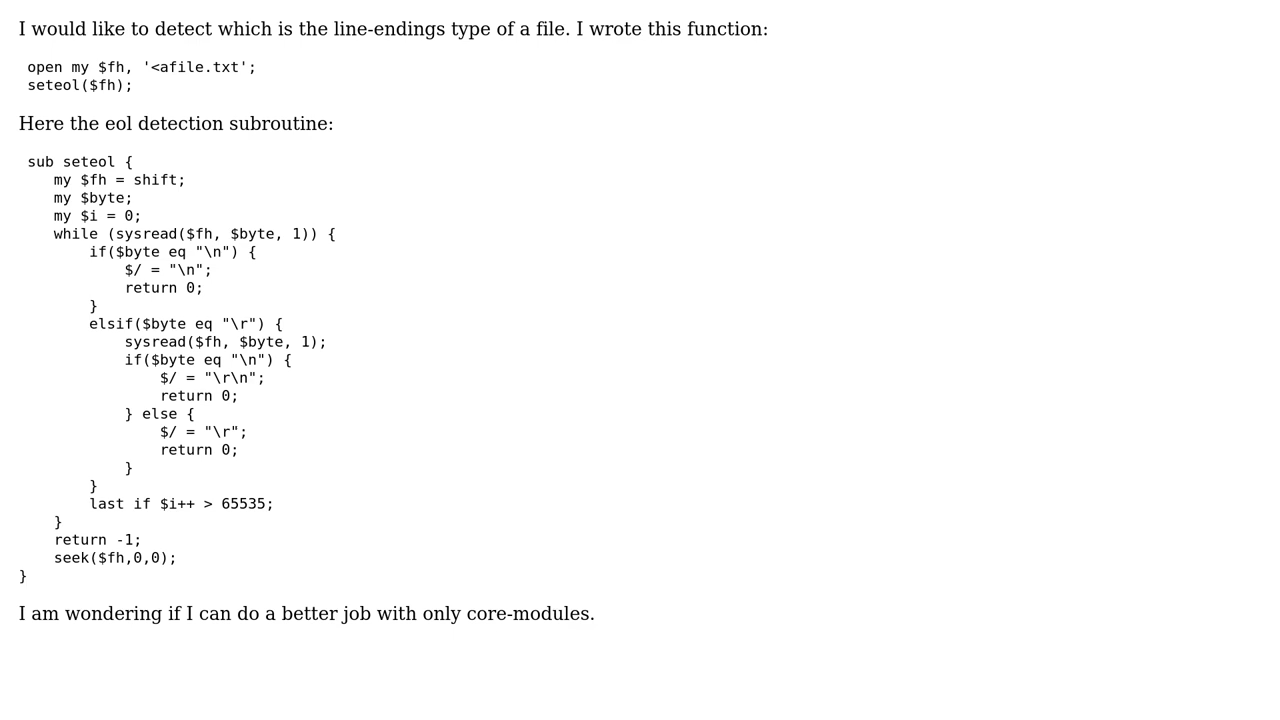 I would like to detect which is the line-endings type of a file. I wrote this function:
open my $fh, '<afile.txt';
seteol($fh);
Here the eol detection subroutine:
sub seteol {
    my $fh = shift;
    my $byte;
    my $i = 0;
    while (sysread($fh, $byte, 1)) {
        if($byte eq "\n") {
            $/ = "\n";
            return 0;
        }
        elsif($byte eq "\r") {
            sysread($fh, $byte, 1);
            if($byte eq "\n") {
                $/ = "\r\n";
                return 0;
            } else {
                $/ = "\r";
                return 0;
            }
        }
        last if $i++ > 65535;
    }
    return -1;
    seek($fh,0,0);
}
I am wondering if I can do a better job with only core-modules.